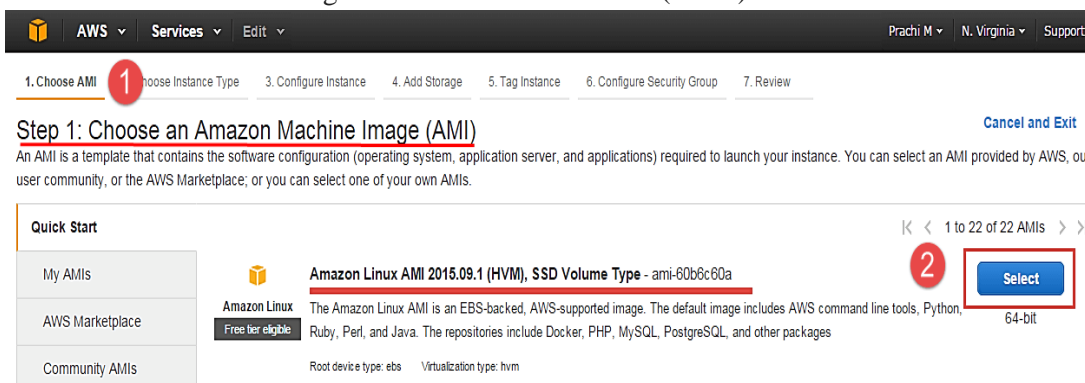 AWS Services Edit Prachi M N. Virginia Support
1. Choose AMI 1 hoose Instance Type 3. Configure Instance 4. Add Storage 5. Tag Instance 6. Configure Security Group 7. Review
Step 1: Choose an Amazon Machine Image (AMI) Cancel and Exit
An AMI is a template that contains the software configuration (operating system, application server, and applications) required to launch your instance. You can select an AMI provided by AWS, ou
user community, or the AWS Marketplace; or you can select one of your own AMIs.
Quick Start 1 to 22 of 22 AMIs
My AMIs
AWS Marketplace
Community AMIs
Amazon Linux
Free tier eligible
Amazon Linux AMI 2015.09.1 (HVM), SSD Volume Type - ami-60b6c60a
The Amazon Linux AMI is an EBS-backed, AWS-supported image. The default image includes AWS command line tools, Python,
Ruby, Perl, and Java. The repositories include Docker, PHP, MySQL, PostgreSQL, and other packages
Root device type: ebs Virtualization type: hvm
2
Select
64-bit